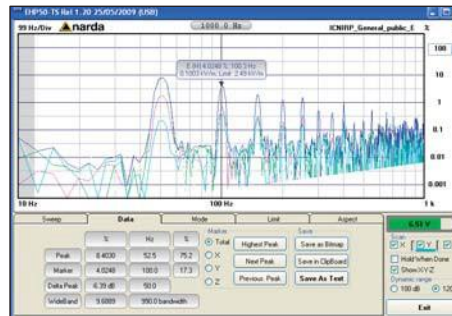 EHP50-TS Rel 1.20 25/05/2009 (USB)
99 Hz/Div narda 1000.0 Hz ICNIRP_General_public_E %
100
10
1
0.1
0.01
0.001
10 Hz 100 Hz 1 k
Sweep Data Mode Limit Aspect
% Hz %
Peak 8.4030 52.5 75.2
Marker 4.0248 100.0 17.3
Delta Peak 6.39 dB 50.0
WideBand 9.6889 990.0 bandwidth
Marker
Total
X
Y
Z
Highest Peak
Next Peak
Previous Peak
Save
Save as Bitmap
Save in ClipBoard
Save As Text
Scan
X Y
Hold When Done
Show X-Y-Z
Dynamic range
100 dB 120
Exit